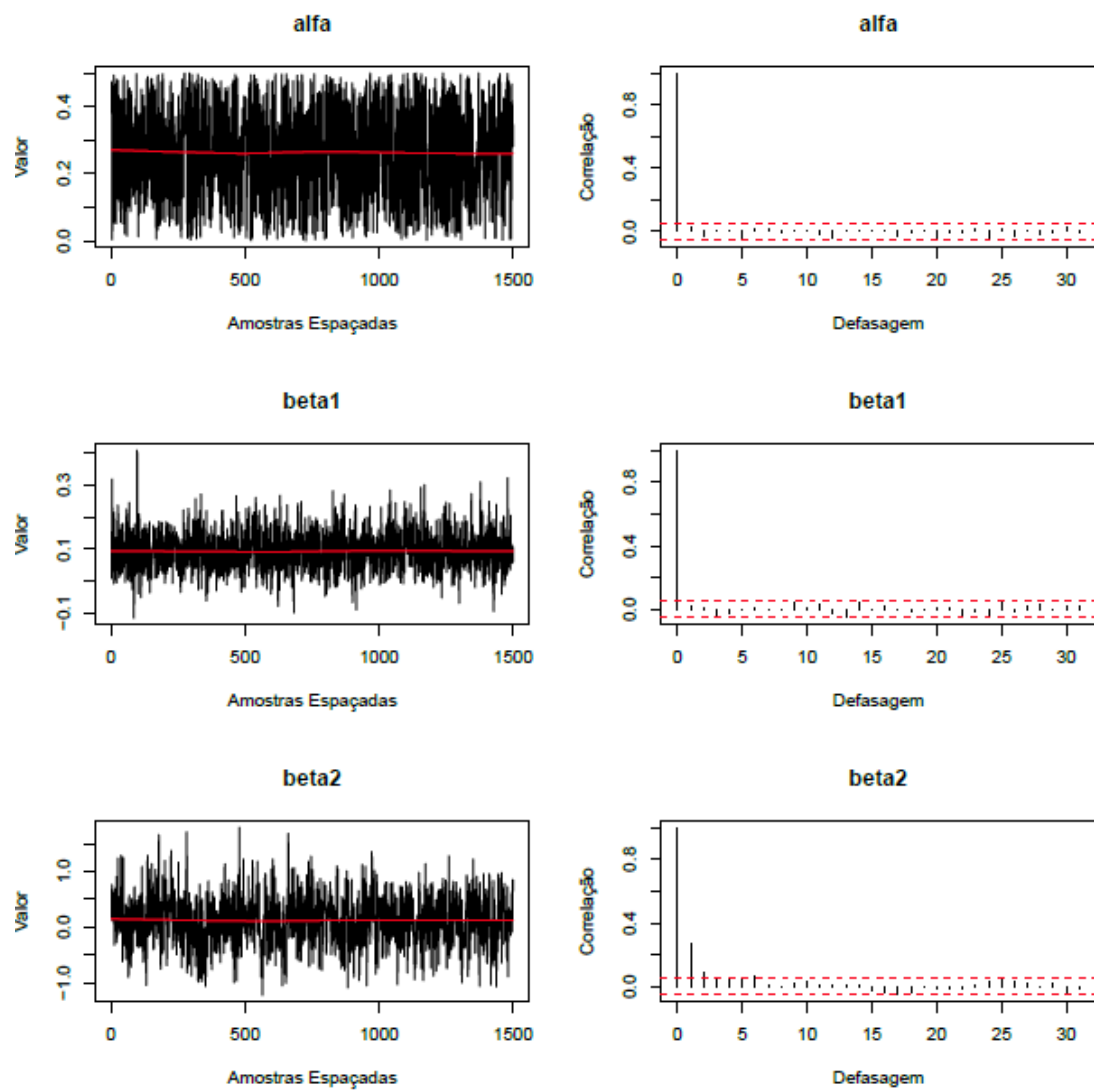 alfa
Valor
0.0 0.2 0.4
0 500 1000 1500
Amostras Espaçadas
alfa
Correlação
0.0 0.4 0.8
0 5 10 15 20 25 30
Defasagem
beta1
Valor
−0.1 0.1 0.3
0 500 1000 1500
Amostras Espaçadas
beta1
Correlação
0.0 0.4 0.8
0 5 10 15 20 25 30
Defasagem
beta2
Valor
−1.0 0.0 1.0
0 500 1000 1500
Amostras Espaçadas
beta2
Correlação
0.0 0.4 0.8
0 5 10 15 20 25 30
Defasagem